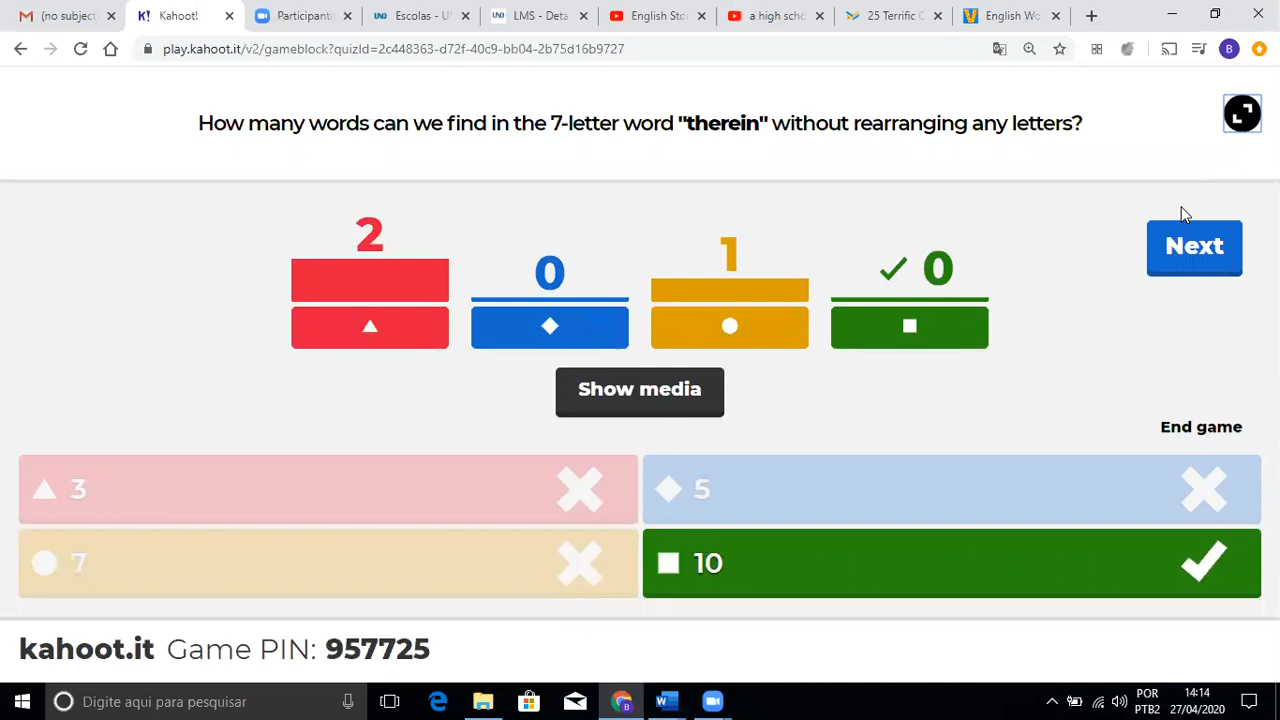 (no subject
Kahoot!
Participanti
Escolas - U
LMS - Deta
English Sto
a high scho
25 Terrific C
English Wo
play.kahoot.it/v2/gameblock?quizId=2c448363-d72f-40c9-bb04-2b75d16b9727
B
How many words can we find in the 7-letter word "therein" without rearranging any letters?
2
0
1
0
Next
Show media
End game
3
5
7
10
kahoot.it Game PIN: 957725
Digite aqui para pesquisar
POR
PTB2
14:14
27/04/2020